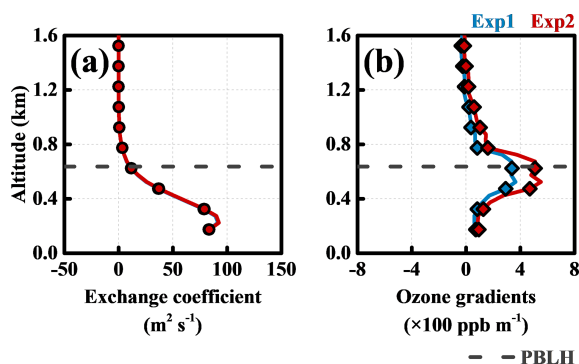 Exp1 Exp2
1.6
(a)
1.2
0.8
0.4
0.0
-50 0 50 100 150
Altitude (km)
Exchange coefficient
(m² s⁻¹)
1.6
(b)
1.2
0.8
0.4
0.0
-8 -4 0 4 8
Ozone gradients
(×100 ppb m⁻¹)
PBLH